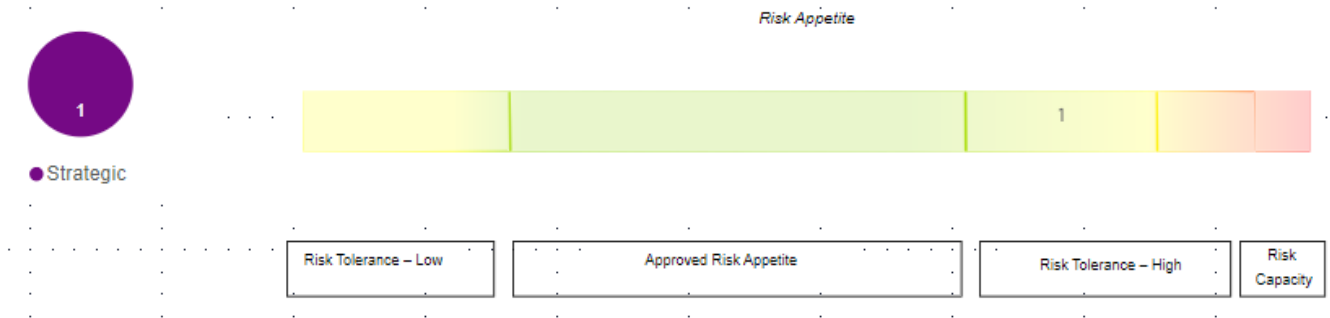 Risk Appetite
1
1
Strategic
Risk Tolerance – Low
Approved Risk Appetite
Risk Tolerance – High
Risk
Capacity